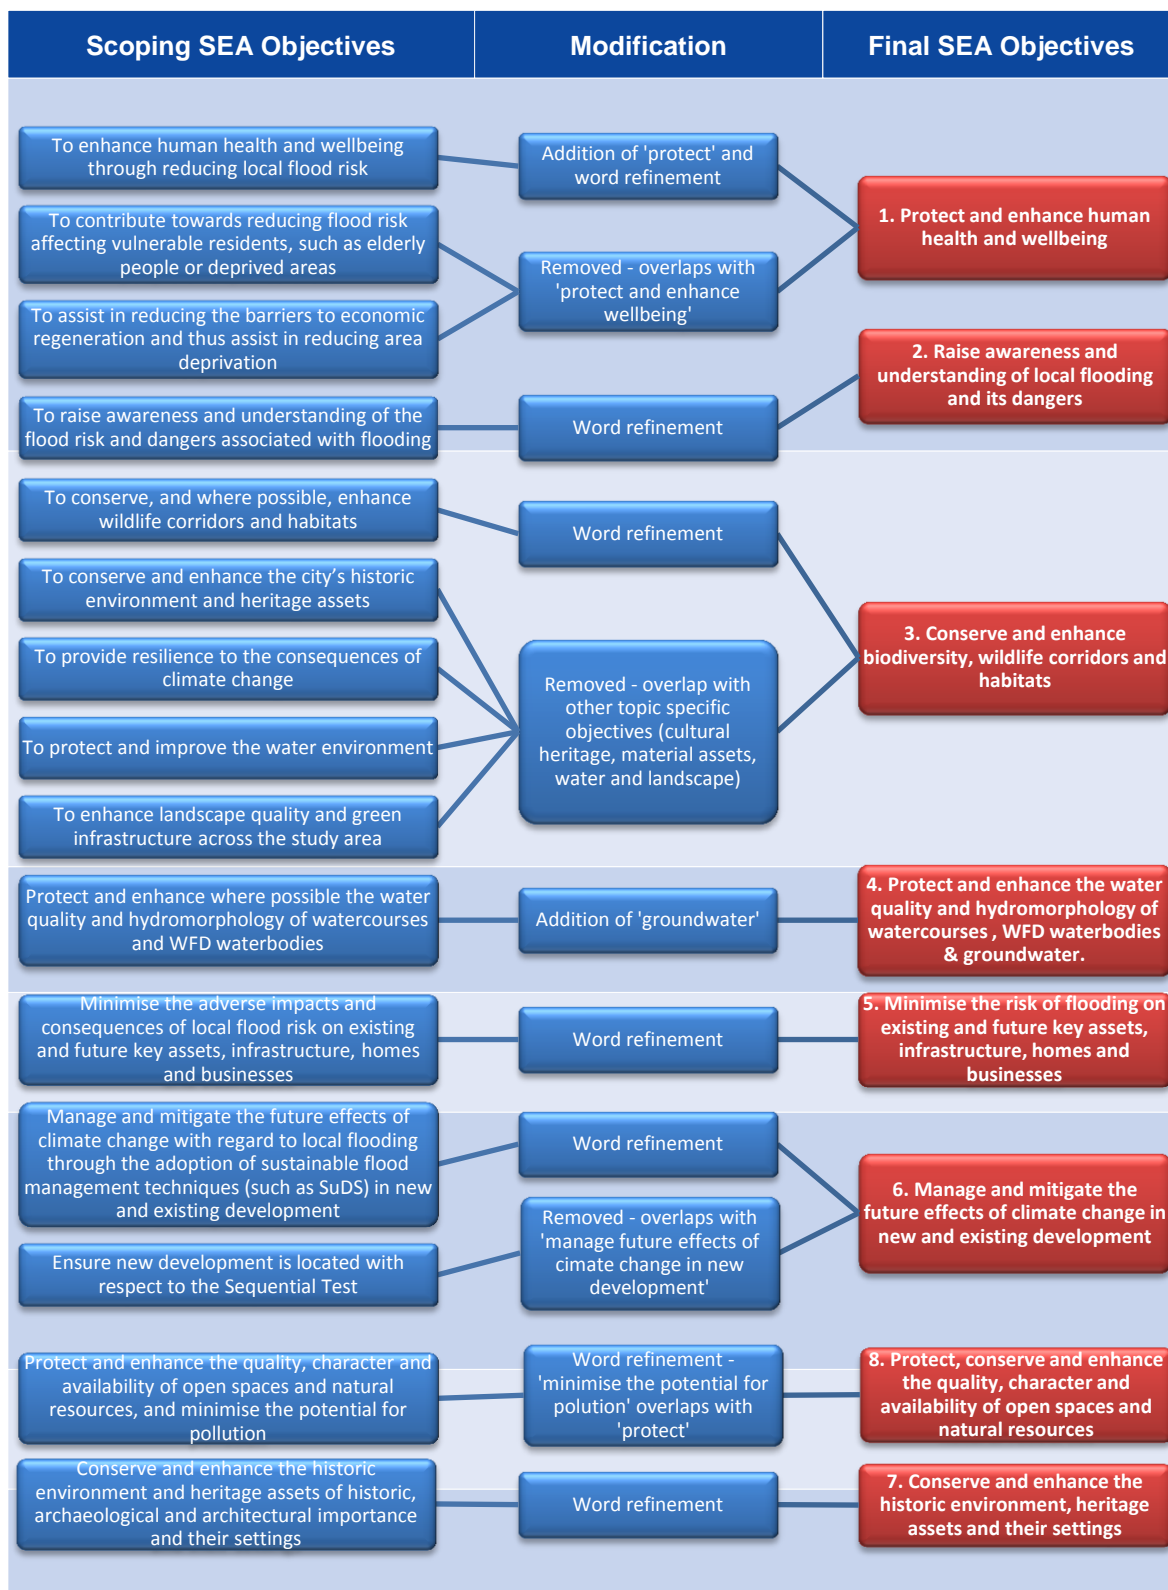 Scoping SEA Objectives
Modification
Final SEA Objectives
To enhance human health and wellbeing
through reducing local flood risk
Addition of 'protect' and
word refinement
To contribute towards reducing flood risk
affecting vulnerable residents, such as elderly
people or deprived areas
Removed - overlaps with
'protect and enhance
wellbeing'
To assist in reducing the barriers to economic
regeneration and thus assist in reducing area
deprivation
1. Protect and enhance human
health and wellbeing
To raise awareness and understanding of the
flood risk and dangers associated with flooding
Word refinement
2. Raise awareness and
understanding of local flooding
and its dangers
To conserve, and where possible, enhance
wildlife corridors and habitats
Word refinement
To conserve and enhance the city's historic
environment and heritage assets
To provide resilience to the consequences of
climate change
To protect and improve the water environment
To enhance landscape quality and green
infrastructure across the study area
Removed - overlap with
other topic specific
objectives (cultural
heritage, material assets,
water and landscape)
3. Conserve and enhance
biodiversity, wildlife corridors and
habitats
Protect and enhance where possible the water
quality and hydromorphology of watercourses
and WFD waterbodies
Addition of 'groundwater'
4. Protect and enhance the water
quality and hydromorphology of
watercourses , WFD waterbodies
& groundwater.
Minimise the adverse impacts and
consequences of local flood risk on existing
and future key assets, infrastructure, homes
and businesses
Word refinement
5. Minimise the risk of flooding on
existing and future key assets,
infrastructure, homes and
businesses
Manage and mitigate the future effects of
climate change with regard to local flooding
through the adoption of sustainable flood
management techniques (such as SuDS) in new
and existing development
Word refinement
Ensure new development is located with
respect to the Sequential Test
Removed - overlaps with
'manage future effects of
cimate change in new
development'
6. Manage and mitigate the
future effects of climate change in
new and existing development
Protect and enhance the quality, character and
availability of open spaces and natural
resources, and minimise the potential for
pollution
Word refinement -
'minimise the potential for
polution' overlaps with
'protect'
8. Protect, conserve and enhance
the quality, character and
availability of open spaces and
natural resources
Conserve and enhance the historic
environment and heritage assets of historic,
archaeological and architectural importance
and their settings
Word refinement
7. Conserve and enhance the
historic environment, heritage
assets and their settings